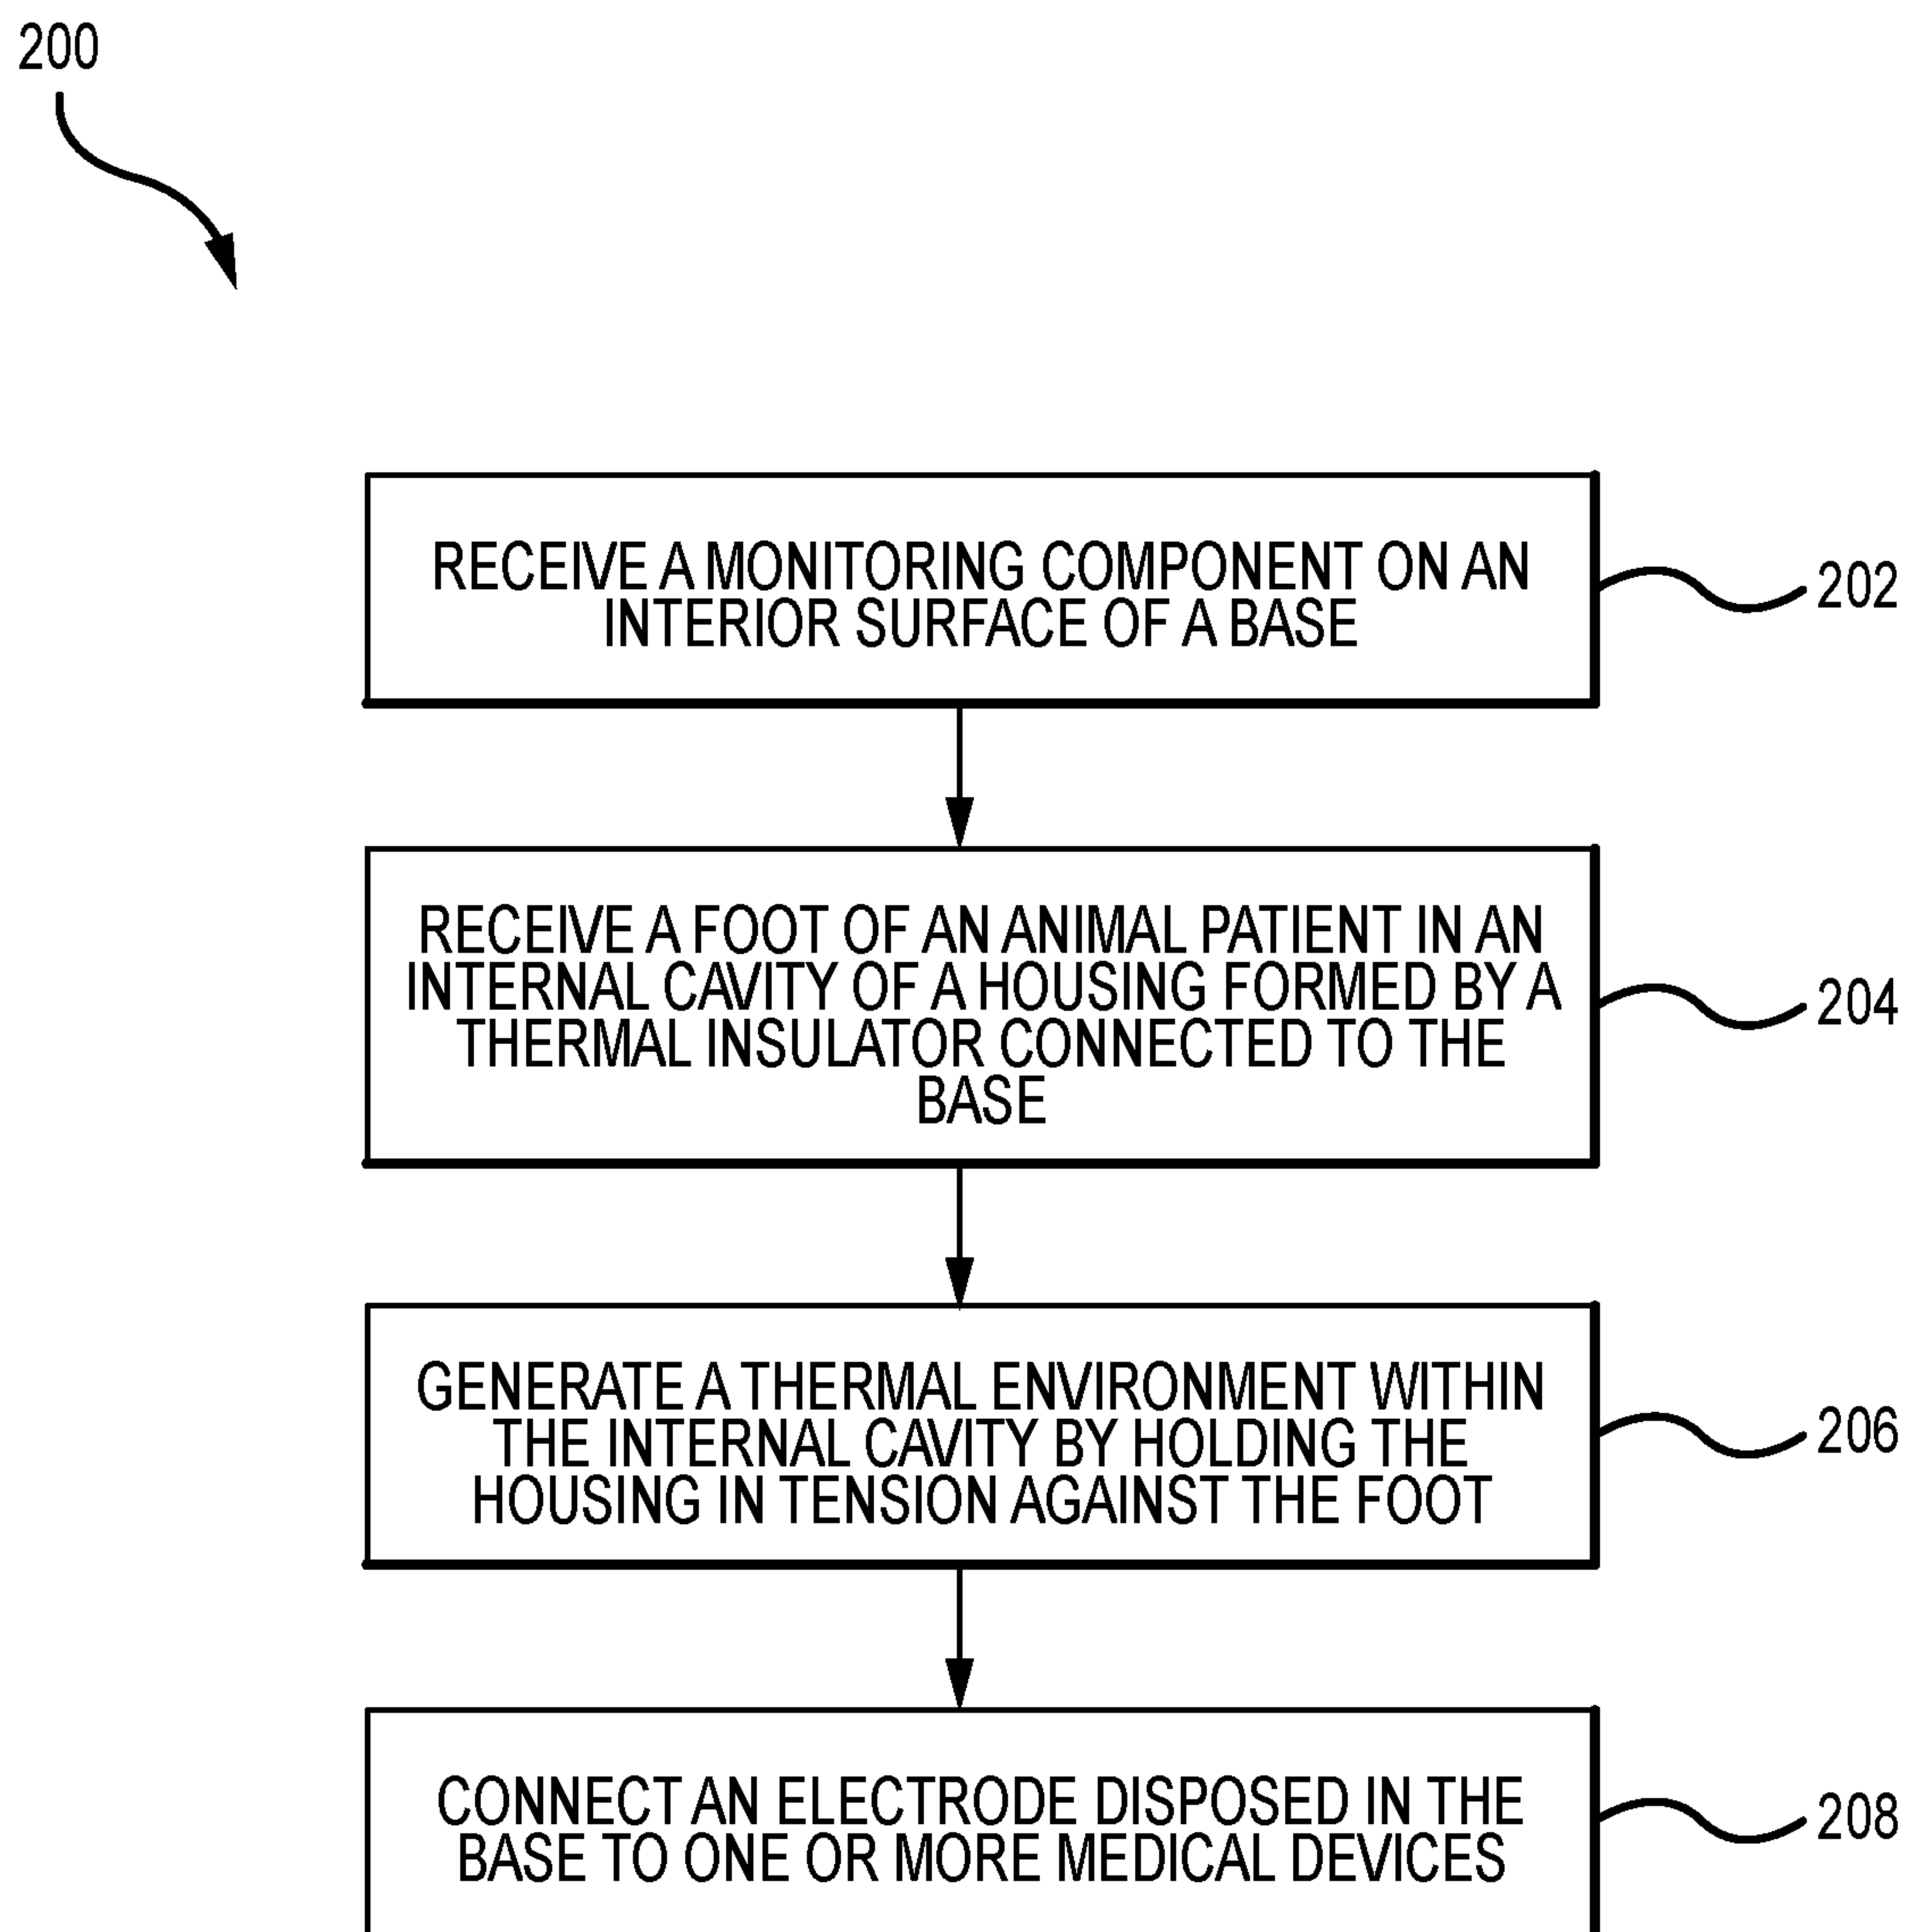 200
RECEIVE A MONITORING COMPONENT ON AN
INTERIOR SURFACE OF A BASE
202
RECEIVE A FOOT OF AN ANIMAL PATIENT IN AN
INTERNAL CAVITY OF A HOUSING FORMED BY A
THERMAL INSULATOR CONNECTED TO THE
BASE
204
GENERATE A THERMAL ENVIRONMENT WITHIN
THE INTERNAL CAVITY BY HOLDING THE
HOUSING IN TENSION AGAINST THE FOOT
206
CONNECT AN ELECTRODE DISPOSED IN THE
BASE TO ONE OR MORE MEDICAL DEVICES
208